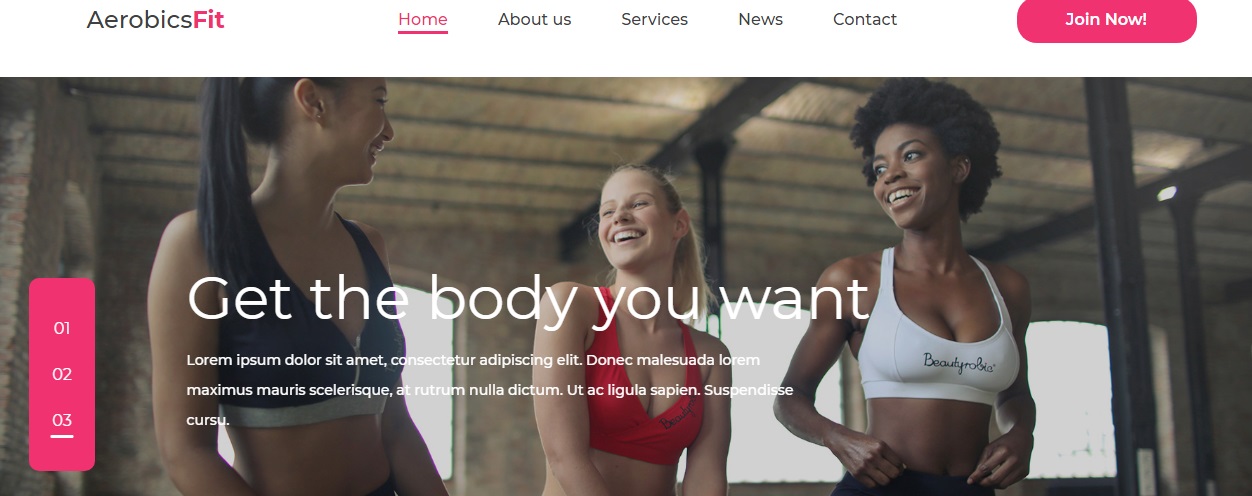 AerobicsFit
Home
About us
Services
News
Contact
Join Now!
Get the body you want
Lorem ipsum dolor sit amet, consectetur adipiscing elit. Donec malesuada lorem
maximus mauris scelerisque, at rutrum nulla dictum. Ut ac ligula sapien. Suspendisse
cursus.
01
02
03
Beautyrobic